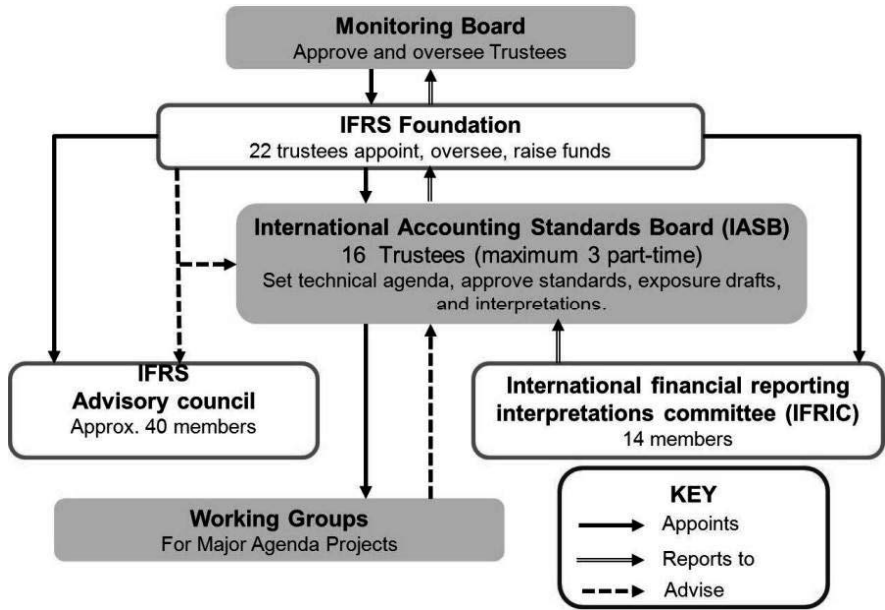 Monitoring Board
Approve and oversee Trustees
IFRS Foundation
22 trustees appoint, oversee, raise funds
International Accounting Standards Board (IASB)
16 Trustees (maximum 3 part-time)
Set technical agenda, approve standards, exposure drafts,
and interpretations.
IFRS
Advisory council
Approx. 40 members
International financial reporting
interpretations committee (IFRIC)
14 members
Working Groups
For Major Agenda Projects
KEY
Appoints
Reports to
Advise